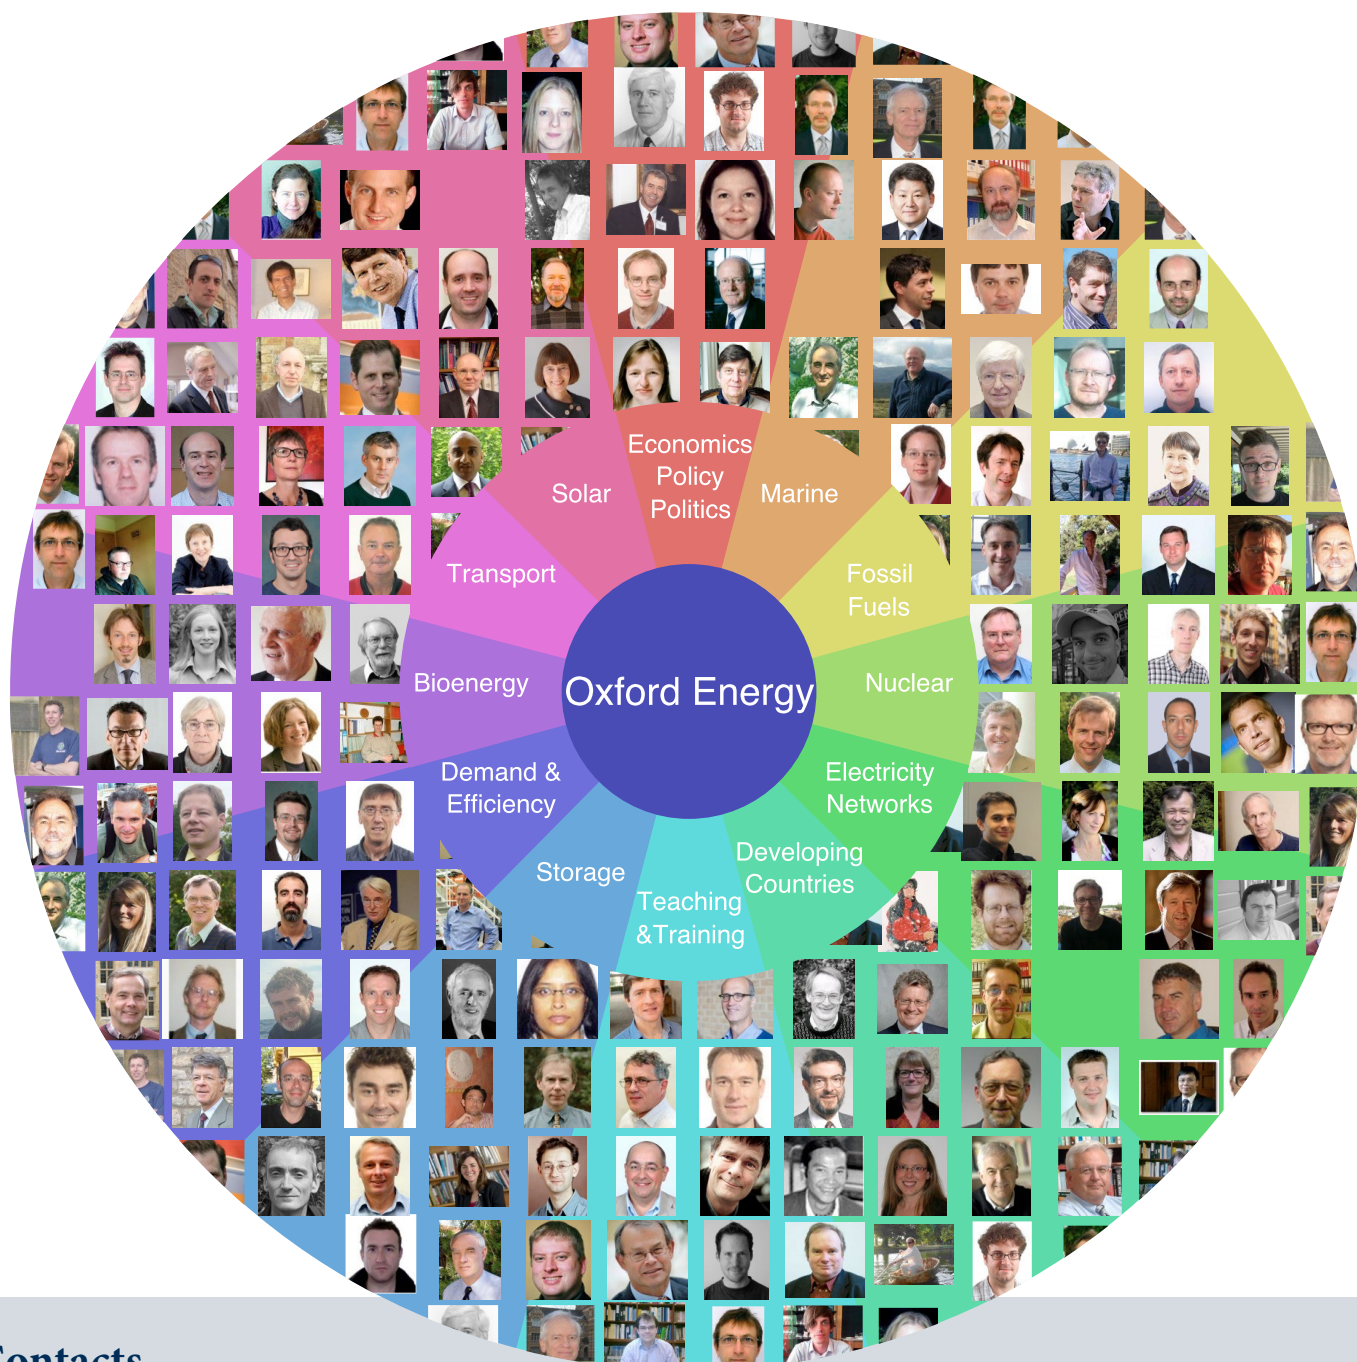 Economics
Policy
Politics
Solar
Marine
Transport
Fossil
Fuels
Bioenergy
Oxford Energy
Nuclear
Demand &
Efficiency
Electricity
Networks
Storage
Developing
Countries
Teaching
&Training
Contacts